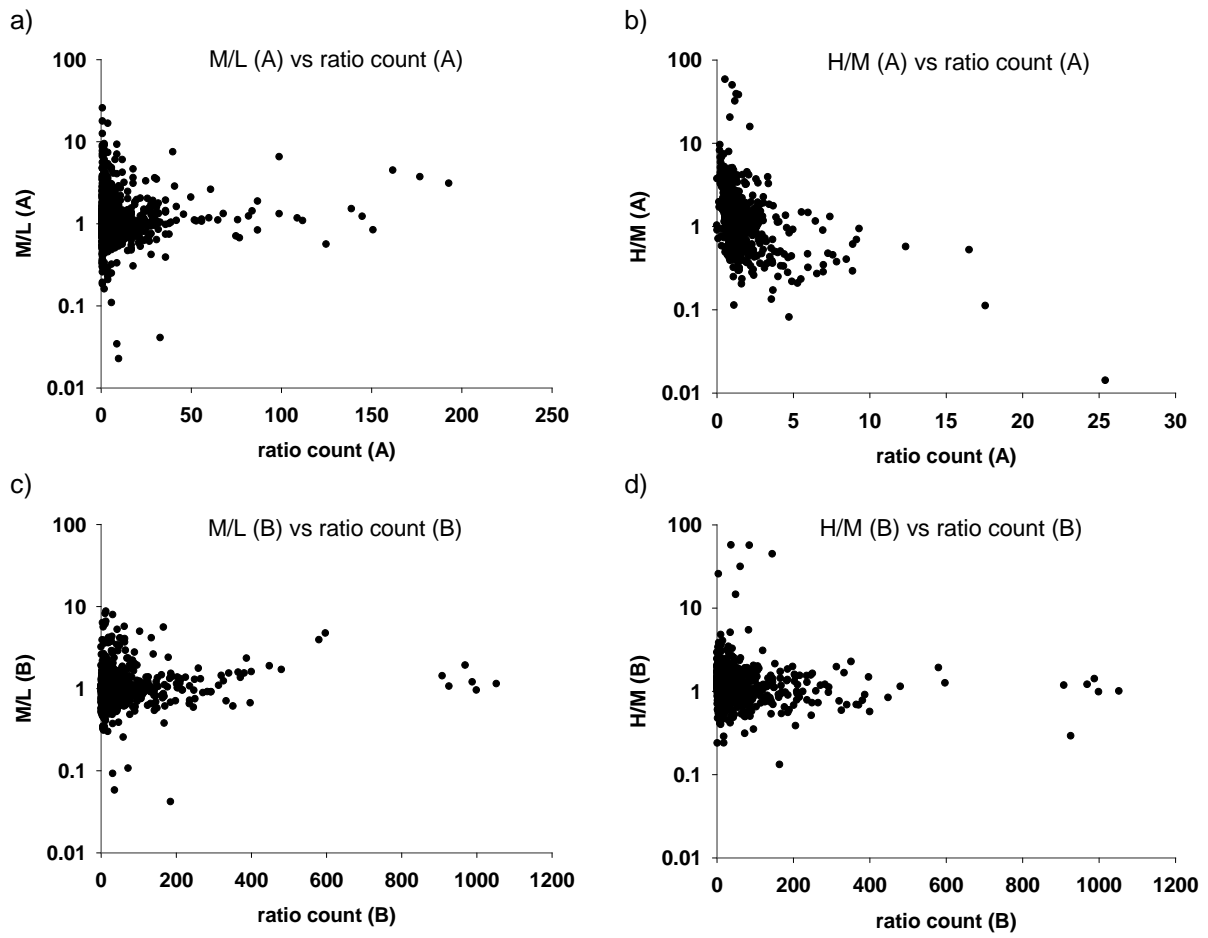 a)
M/L (A) vs ratio count (A)
100
10
1
0.1
0.01
M/L (A)
0
50
100
150
200
250
ratio count (A)
b)
H/M (A) vs ratio count (A)
100
10
1
0.1
0.01
H/M (A)
0
5
10
15
20
25
30
ratio count (A)
c)
M/L (B) vs ratio count (B)
100
10
1
0.1
0.01
M/L (B)
0
200
400
600
800
1000
1200
ratio count (B)
d)
H/M (B) vs ratio count (B)
100
10
1
0.1
0.01
H/M (B)
0
200
400
600
800
1000
1200
ratio count (B)